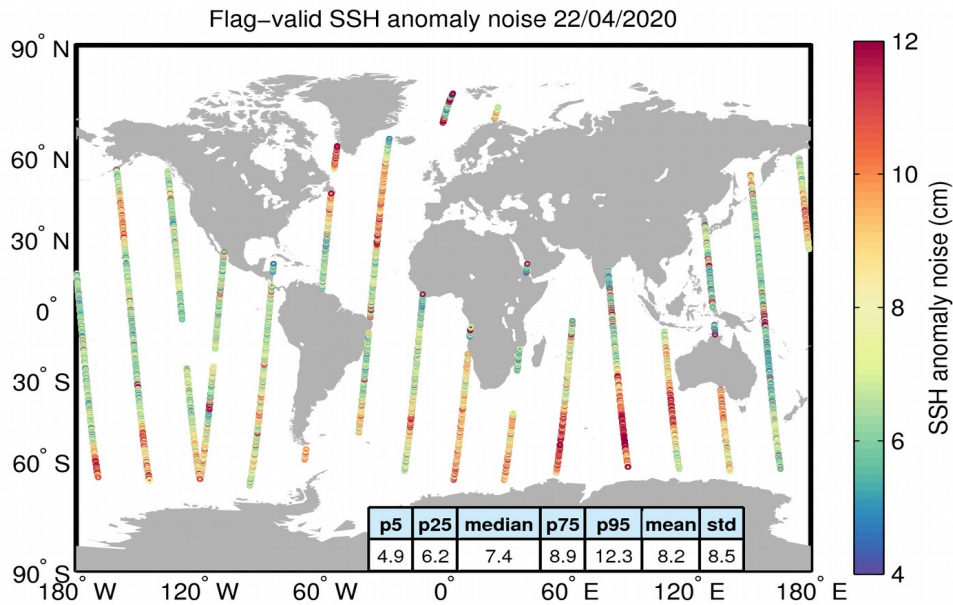 Flag−valid SSH anomaly noise 22/04/2020
90° N
60° N
30° N
0°
30° S
60° S
90° S
180° W
120° W
60° W
0°
60° E
120° E
180° E
p5 p25 median p75 p95 mean std
4.9 6.2 7.4 8.9 12.3 8.2 8.5
12
10
8
6
4
SSH anomaly noise (cm)